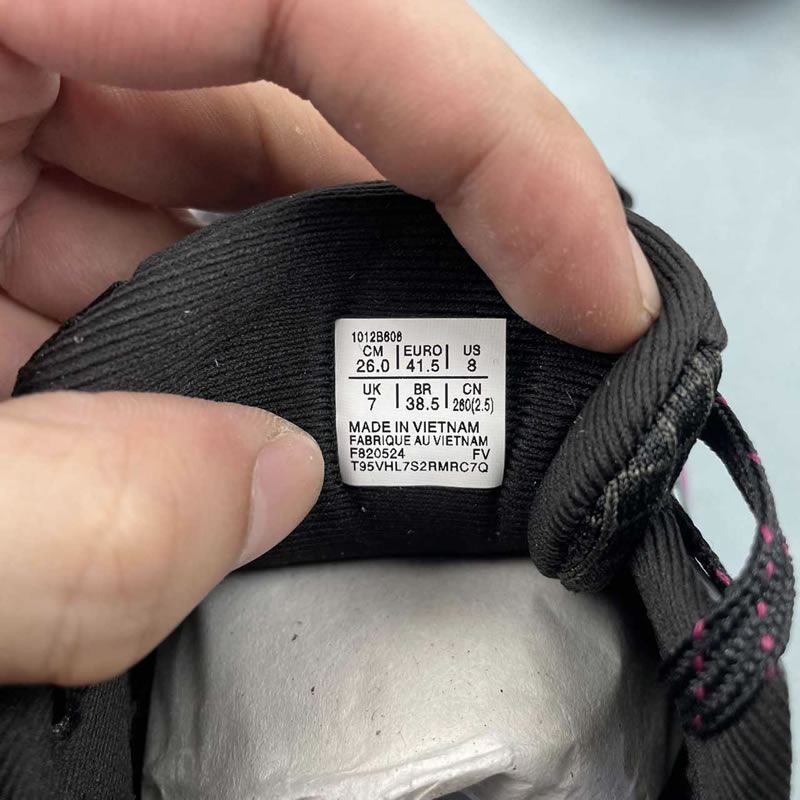 1012B606
CM | EURO | US
26.0 | 41.5 | 8
UK | BR | CN
7 | 38.5 | 260(2.5)
MADE IN VIETNAM
FABRIQUE AU VIETNAM
F820524 FV
T95VHL7S2RMRC7Q